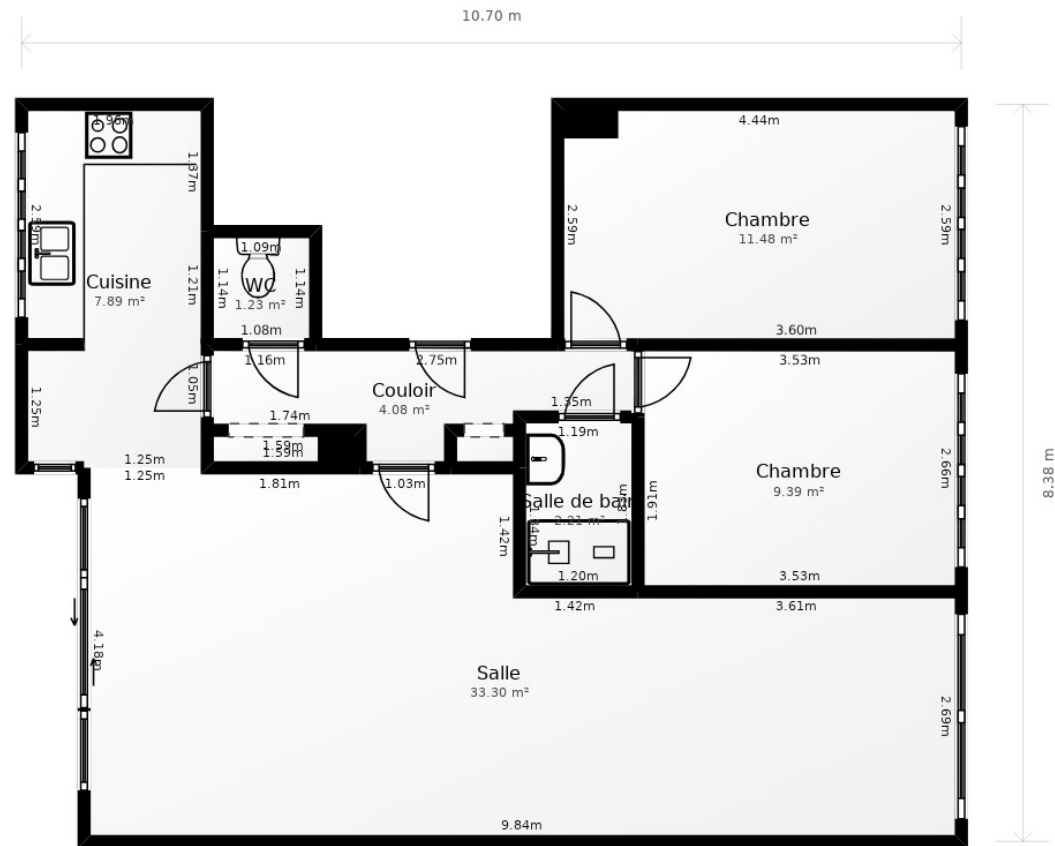 10.70 m
1.96m
4.44m
1.37m
2.59m
2.59m
2.59m
Chambre
11.48 m²
1.09m
Cuisine
7.89 m²
1.21m
1.14m
WC
1.23 m²
1.14m
1.08m
3.60m
1.16m
2.75m
3.53m
1.05m
Couloir
4.08 m²
1.25m
1.35m
1.74m
1.19m
1.59m
1.59m
1.25m
1.25m
1.81m
1.03m
Chambre
9.39 m²
2.66m
8.38 m
Salle de bain
2.21 m²
1.91m
1.42m
1.20m
3.53m
1.42m
3.61m
4.18m
Salle
33.30 m²
2.69m
9.84m